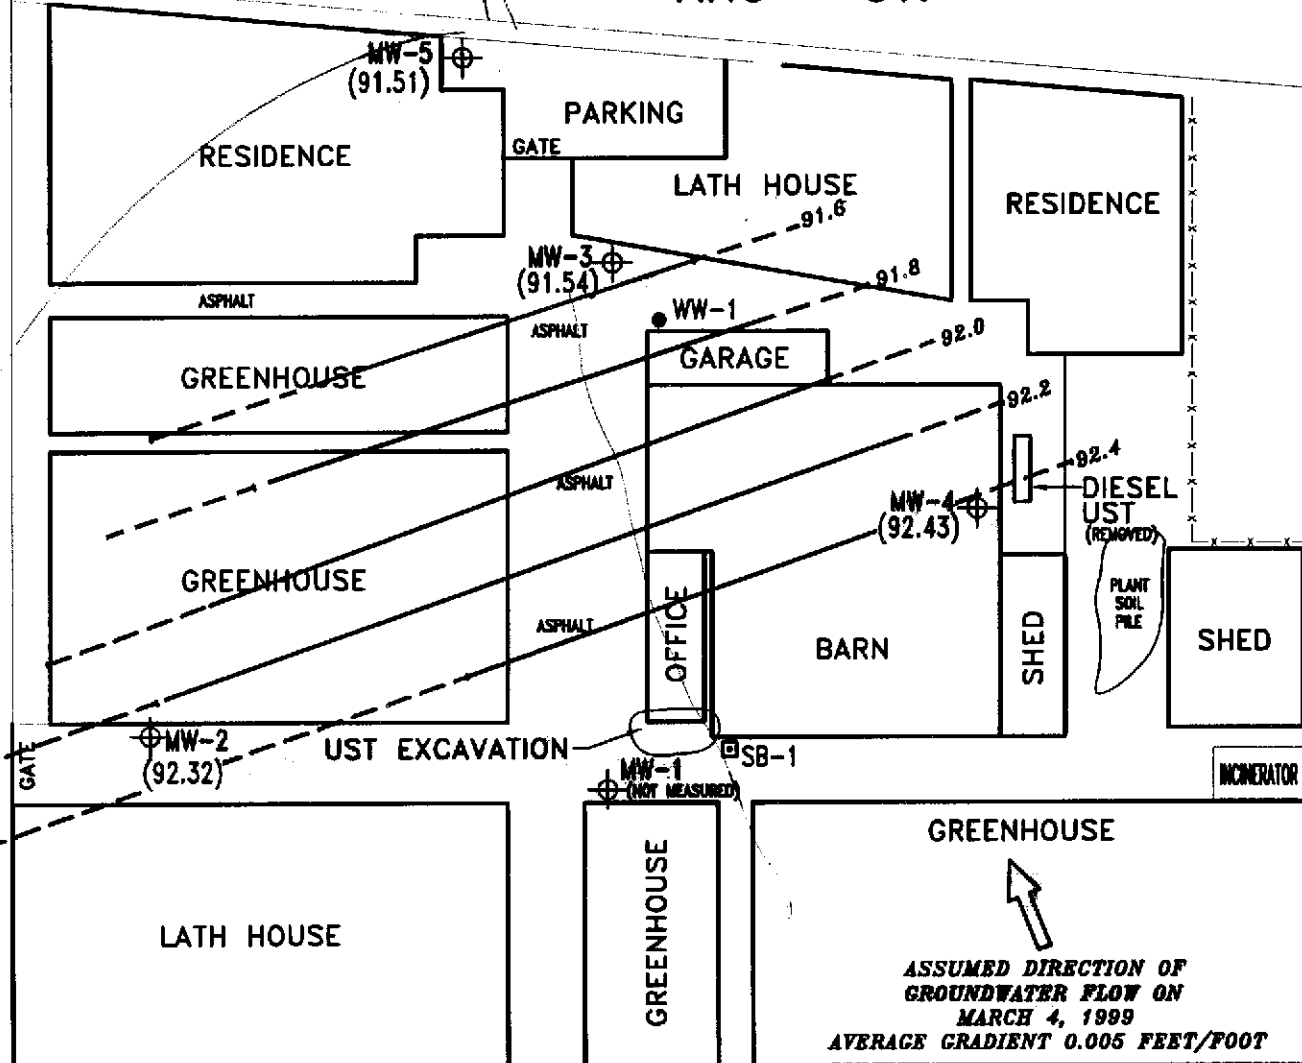 MW-5
(91.51)
PARKING
GATE
RESIDENCE
LATH HOUSE
RESIDENCE
91.6
MW-3
(91.54)
91.8
ASPHALT
WW-1
ASPHALT
92.0
GARAGE
GREENHOUSE
92.2
92.4
ASPHALT
DIESEL
UST
(REMOVED)
MW-4
(92.43)
GREENHOUSE
PLANT
SOIL
PILE
OFFICE
ASPHALT
BARN
SHED
SHED
MW-2
(92.32)
GATE
UST EXCAVATION
SB-1
MW-1
(NOT MEASURED)
INCINERATOR
GREENHOUSE
GREENHOUSE
LATH HOUSE
ASSUMED DIRECTION OF
GROUNDWATER FLOW ON
MARCH 4, 1999
AVERAGE GRADIENT 0.005 FEET/FOOT